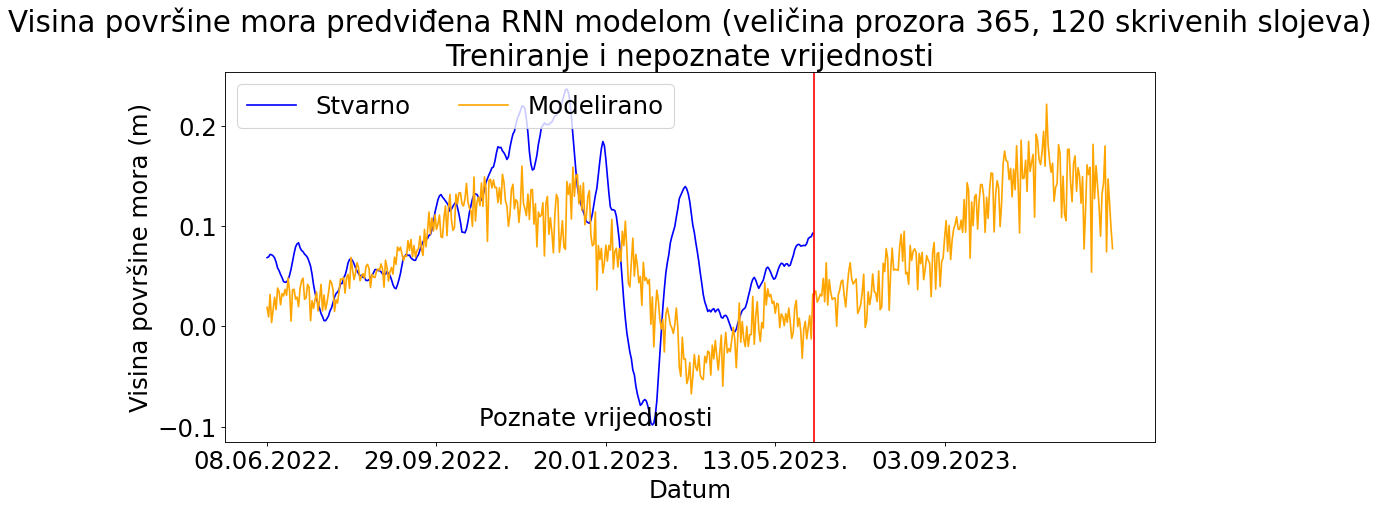 Visina površine mora predviđena RNN modelom (veličina prozora 365, 120 skrivenih slojeva)
Treniranje i nepoznate vrijednosti
Stvarno
Modelirano
Visina površine mora (m)
0.2
0.1
0.0
−0.1
Poznate vrijednosti
08.06.2022.
29.09.2022.
20.01.2023.
13.05.2023.
03.09.2023.
Datum